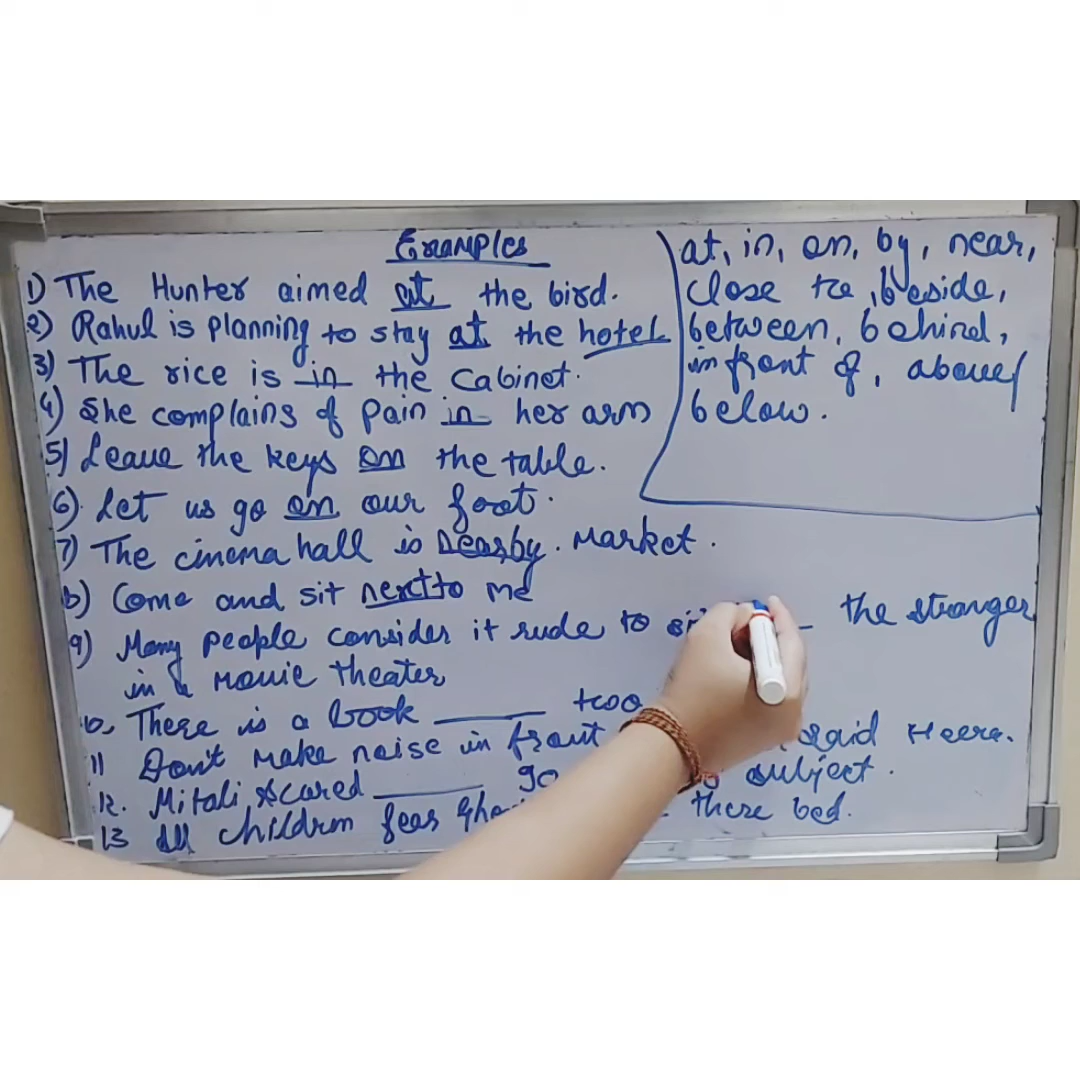 Examples
1) The Hunter aimed at the bird.
2) Rahul is planning to stay at the hotel
3) The rice is in the Cabinet.
4) She complains of Pain in her arm
5) Leave the keys on the table.
6). Let us go on our foot.
7) The cinema hall is nearby. Market.
8) Come and sit next to me
9) Many people consider it rude to ___ the stranger
in a Movie theater
10, There is a book ____ two
11 Don't make noise in front said Heera.
12. Mitali, scared ____ subject.
13 All children fear these bed.
at, in, on, by, near,
Close to, beside,
between, behind,
in front of, above/
below.